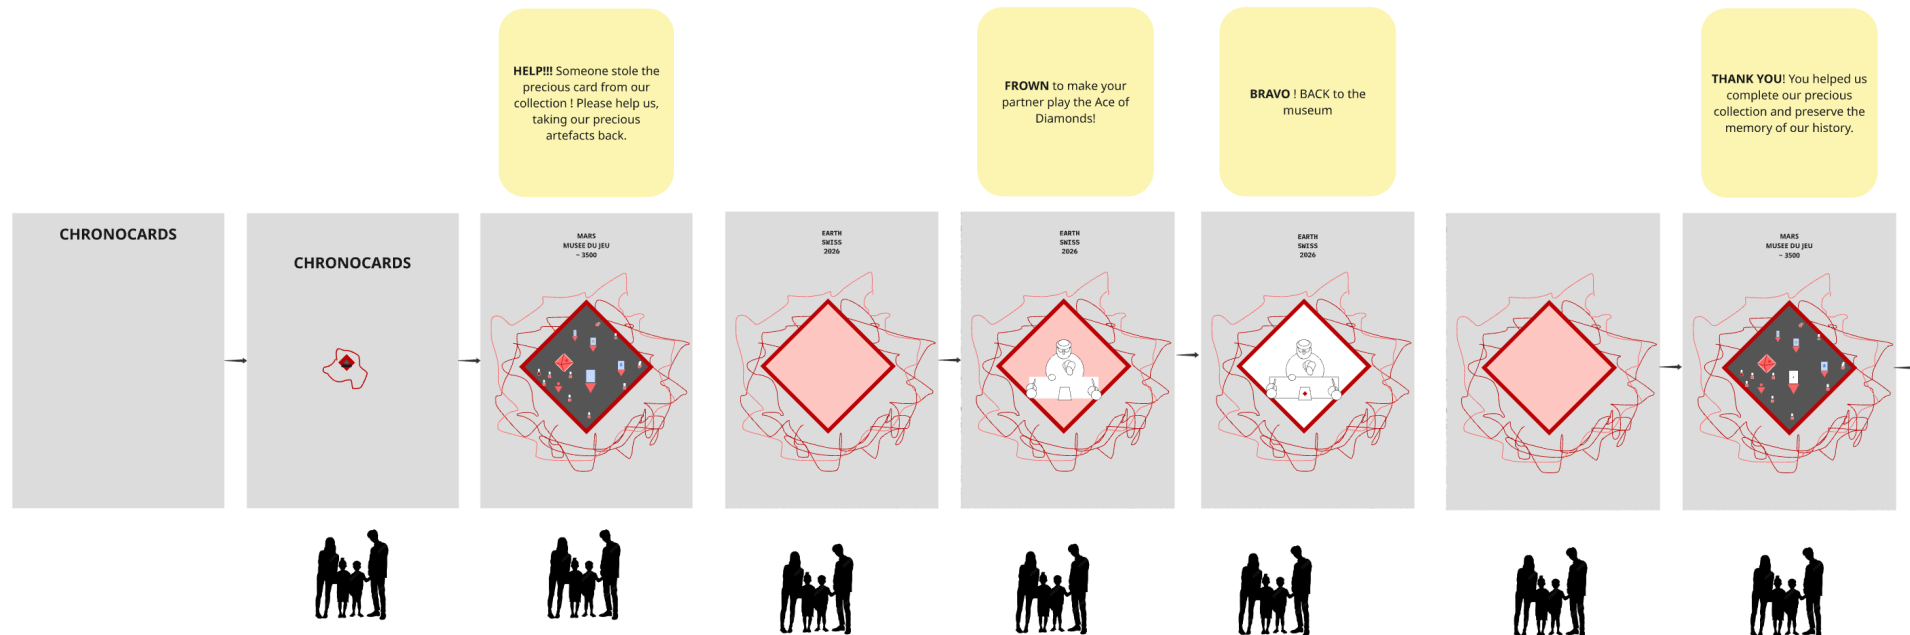 HELP!!! Someone stole the
precious card from our
collection ! Please help us,
taking our precious
artefacts back.
FROWN to make your
partner play the Ace of
Diamonds!
BRAVO ! BACK to the
museum
THANK YOU! You helped us
complete our precious
collection and preserve the
memory of our history.
CHRONOCARDS
CHRONOCARDS
MARS
MUSEE DU JEU
~ 3500
EARTH
SWISS
2026
EARTH
SWISS
2026
EARTH
SWISS
2026
MARS
MUSEE DU JEU
~ 3500